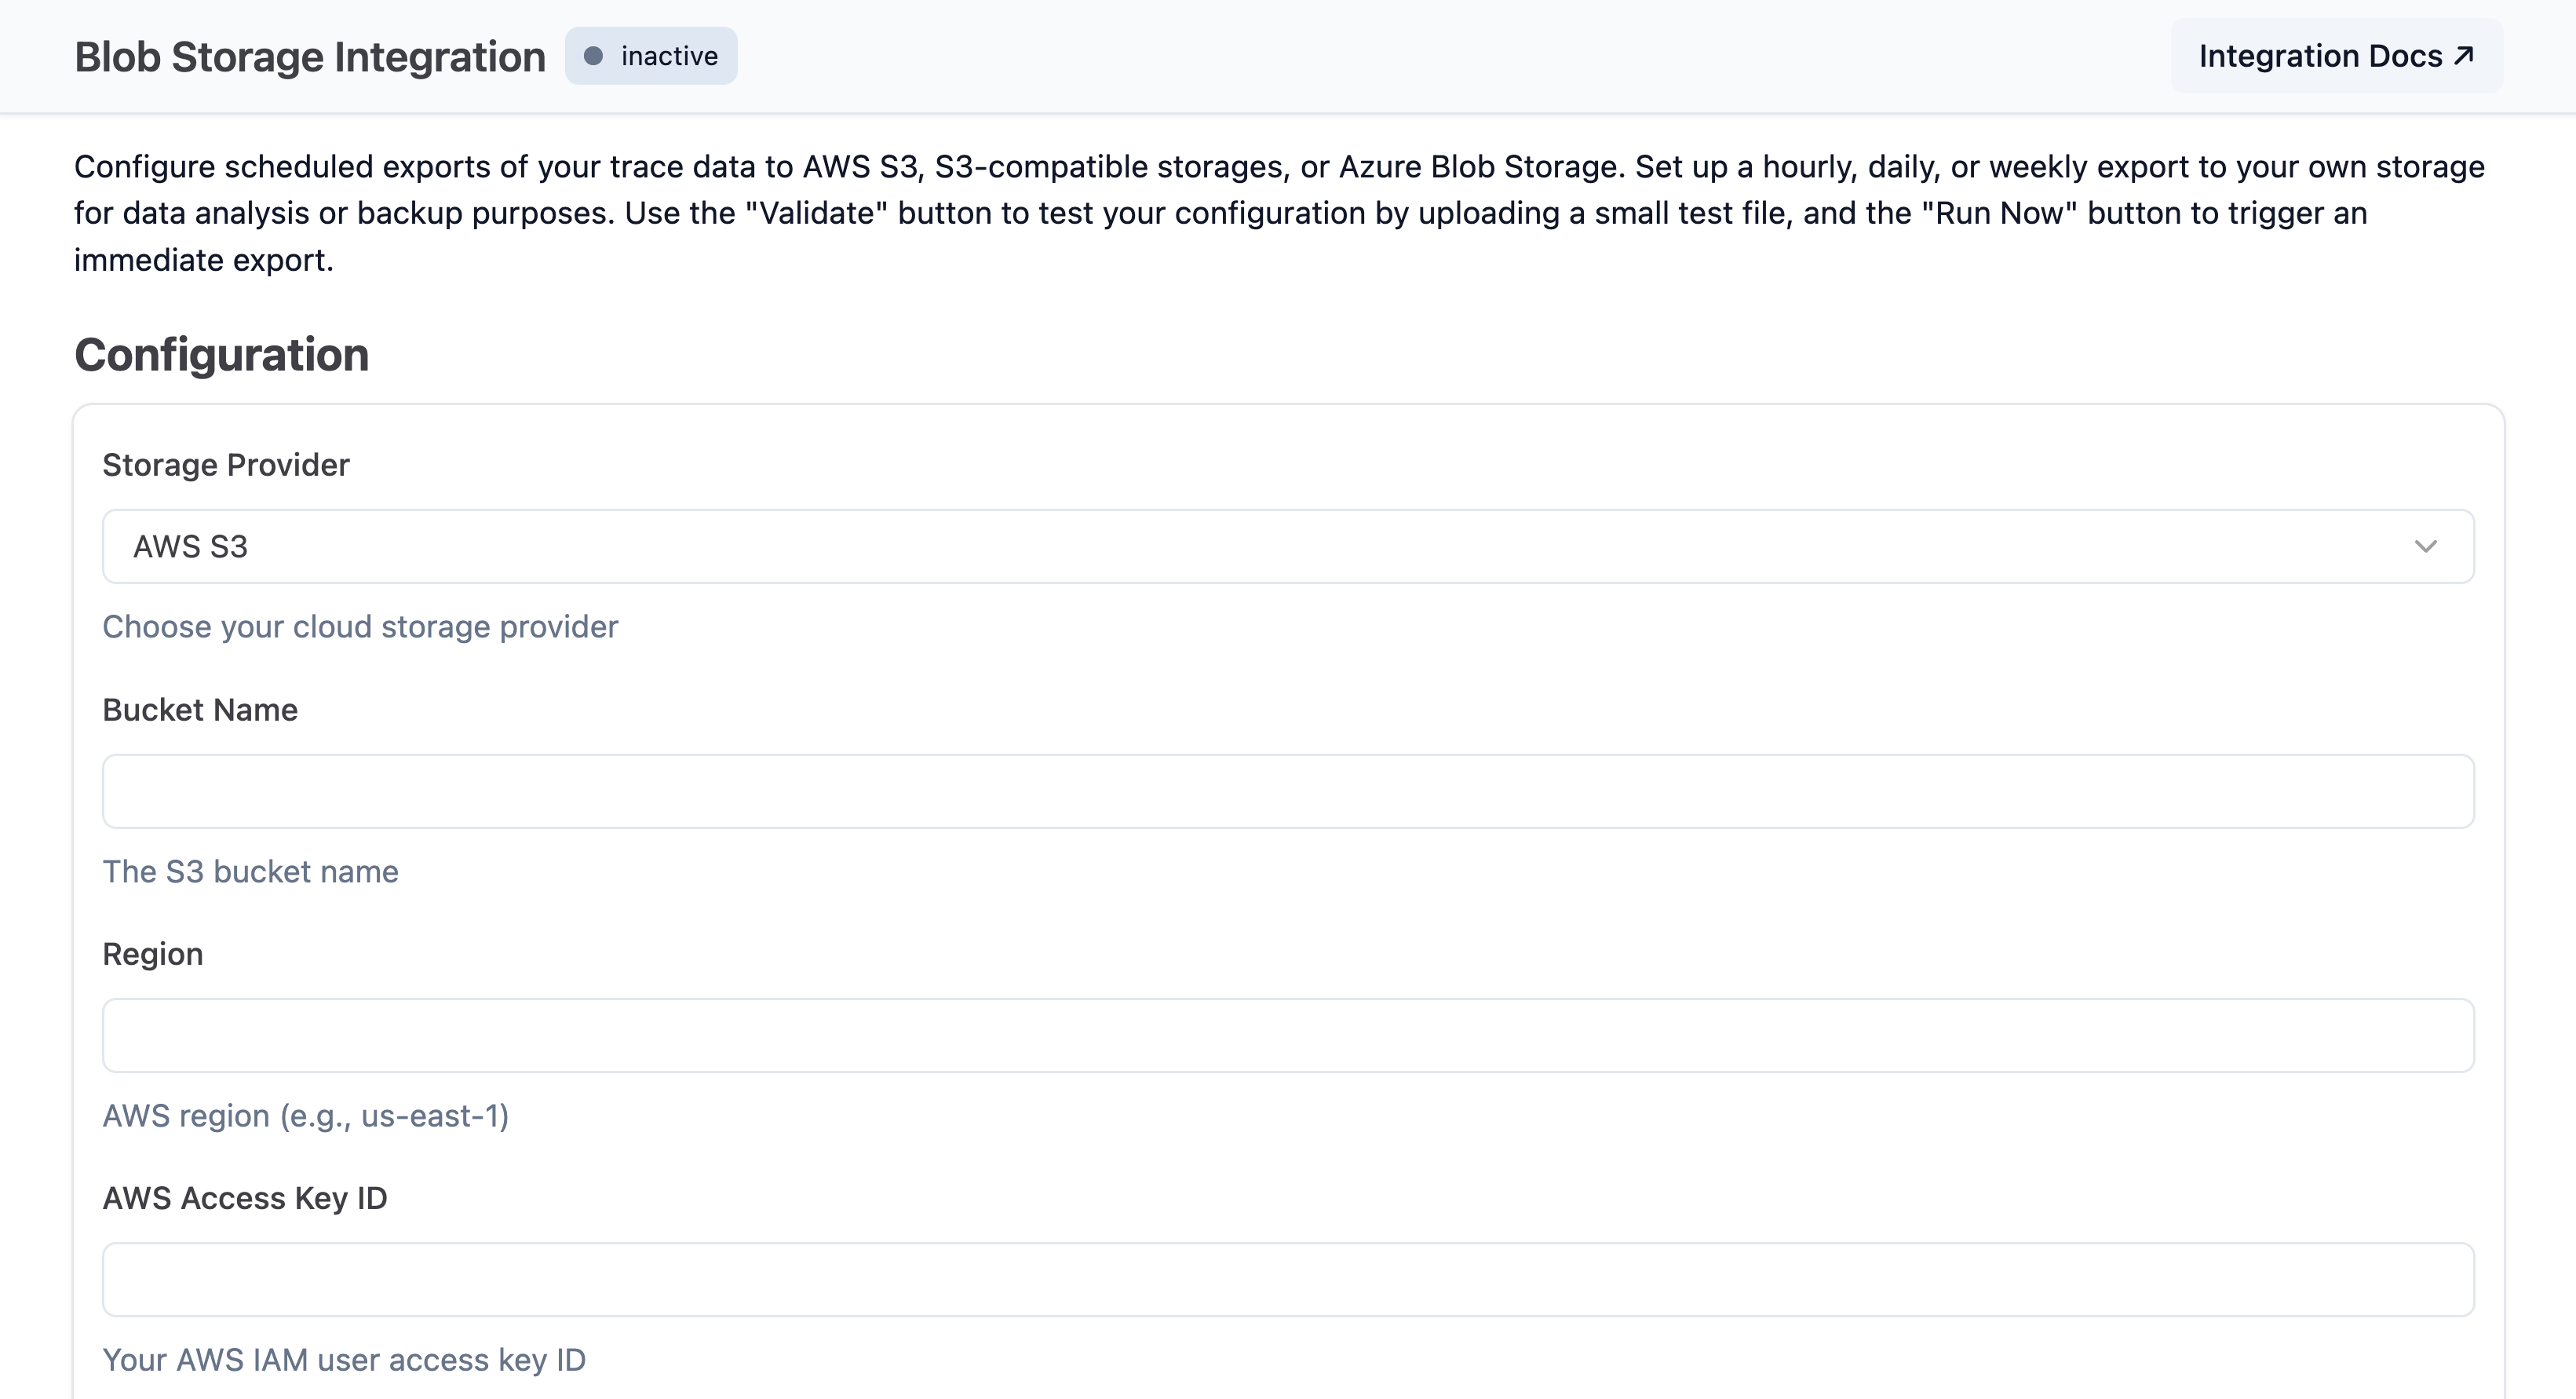 Blob Storage Integration
inactive
Integration Docs
Configure scheduled exports of your trace data to AWS S3, S3-compatible storages, or Azure Blob Storage. Set up a hourly, daily, or weekly export to your own storage
for data analysis or backup purposes. Use the "Validate" button to test your configuration by uploading a small test file, and the "Run Now" button to trigger an
immediate export.
Configuration
Storage Provider
AWS S3
Choose your cloud storage provider
Bucket Name
The S3 bucket name
Region
AWS region (e.g., us-east-1)
AWS Access Key ID
Your AWS IAM user access key ID